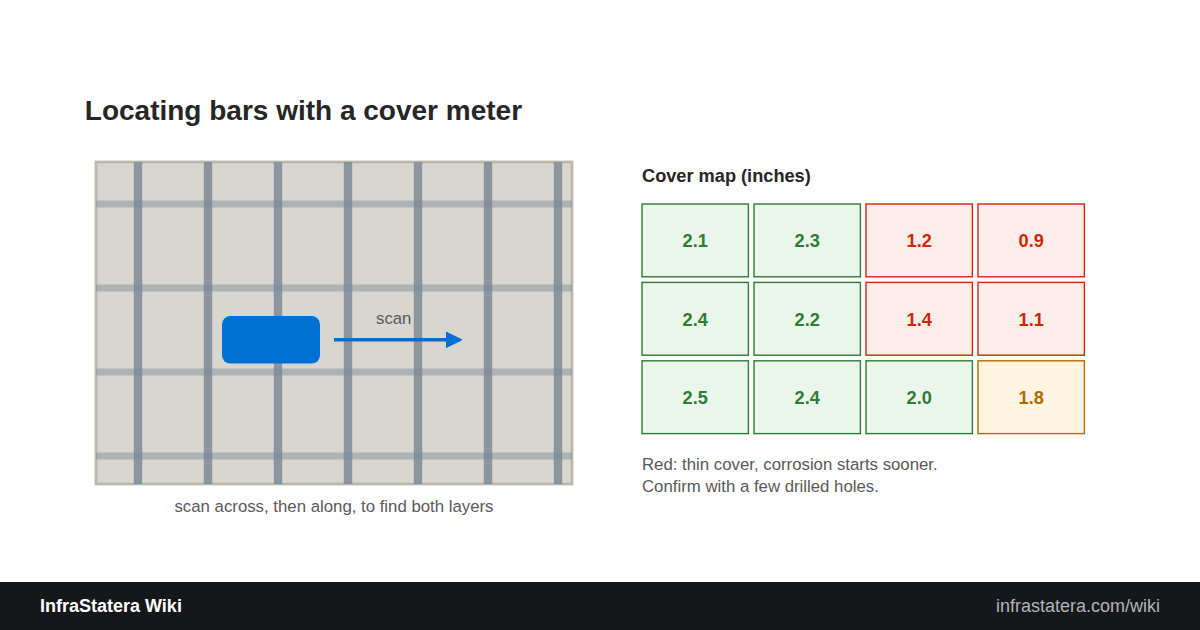 Locating bars with a cover meter
scan
scan across, then along, to find both layers
Cover map (inches)
2.1 2.3 1.2 0.9
2.4 2.2 1.4 1.1
2.5 2.4 2.0 1.8
Red: thin cover, corrosion starts sooner.
Confirm with a few drilled holes.
InfraStatera Wiki
infrastatera.com/wiki